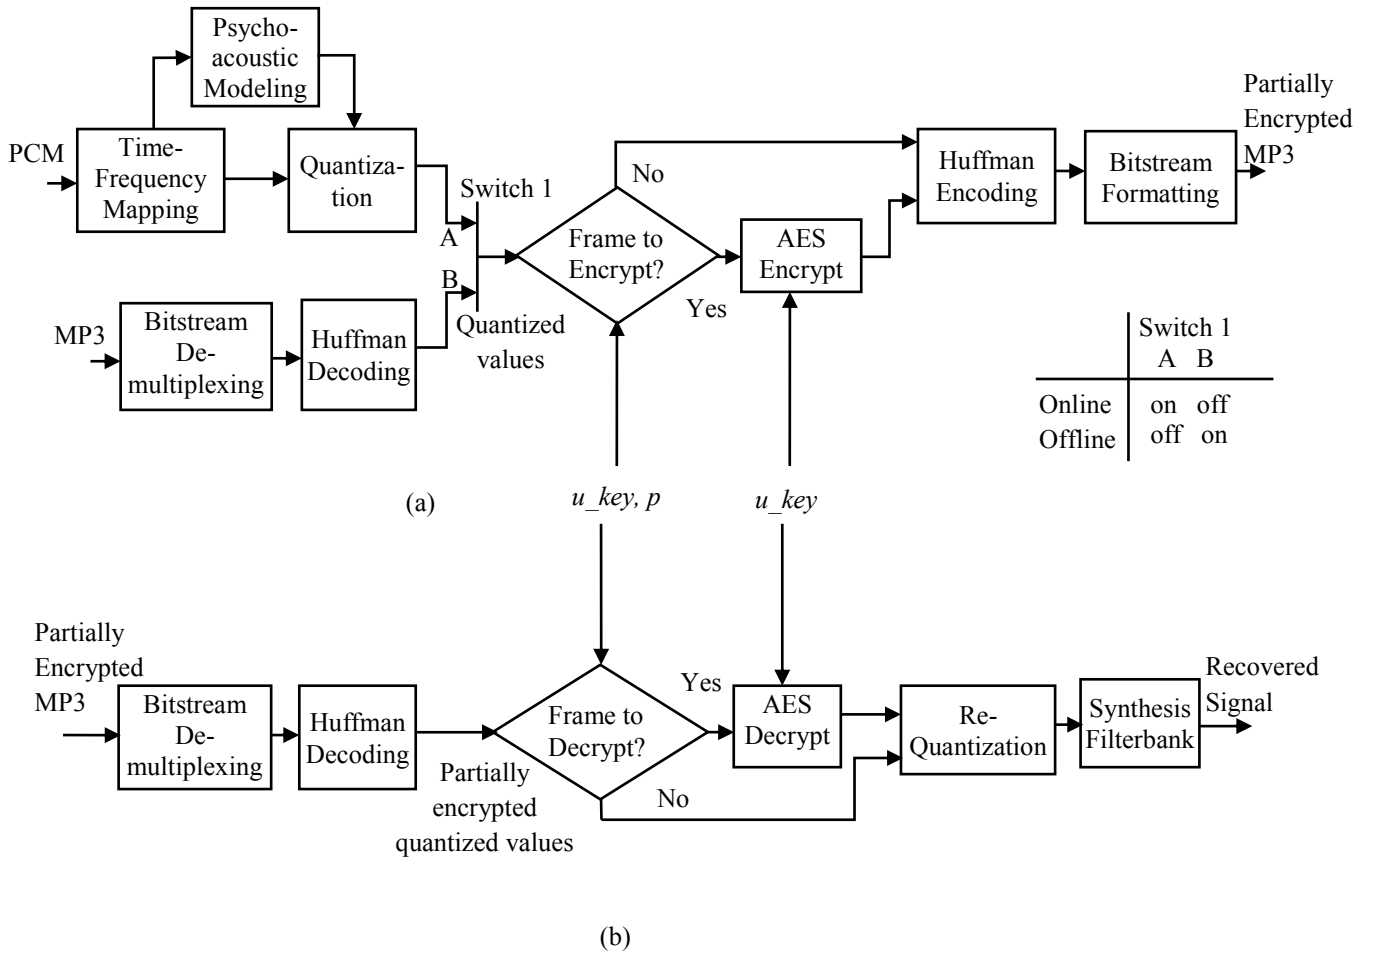 Psycho-
acoustic
Modeling
PCM
Time-
Frequency
Mapping
Quantiza-
tion
Switch 1
A
B
Quantized
values
MP3
Bitstream
De-
multiplexing
Huffman
Decoding
Frame to
Encrypt?
No
Yes
AES
Encrypt
Huffman
Encoding
Bitstream
Formatting
Partially
Encrypted
MP3
Switch 1
A B
Online on off
Offline off on
(a)
u_key, p
u_key
Partially
Encrypted
MP3
Bitstream
De-
multiplexing
Huffman
Decoding
Partially
encrypted
quantized values
Frame to
Decrypt?
Yes
No
AES
Decrypt
Re-
Quantization
Synthesis
Filterbank
Recovered
Signal
(b)